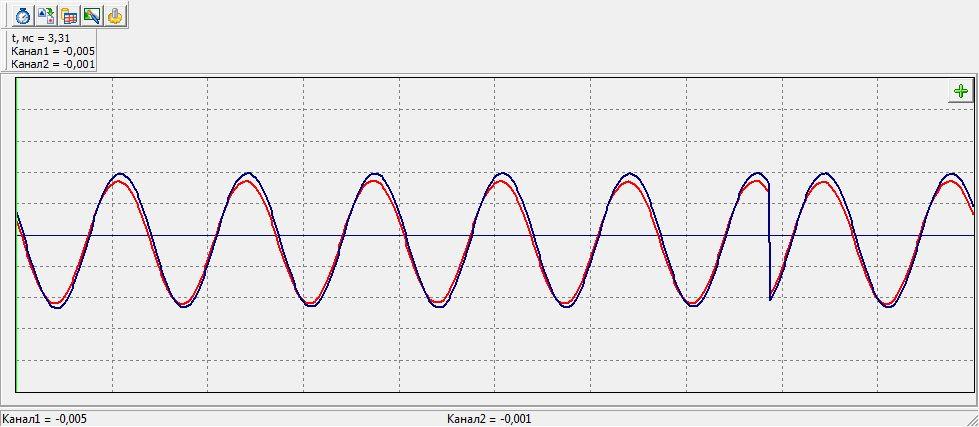 t, мс = 3,31
Канал1 = -0,005
Канал2 = -0,001
Канал1 = -0,005
Канал2 = -0,001